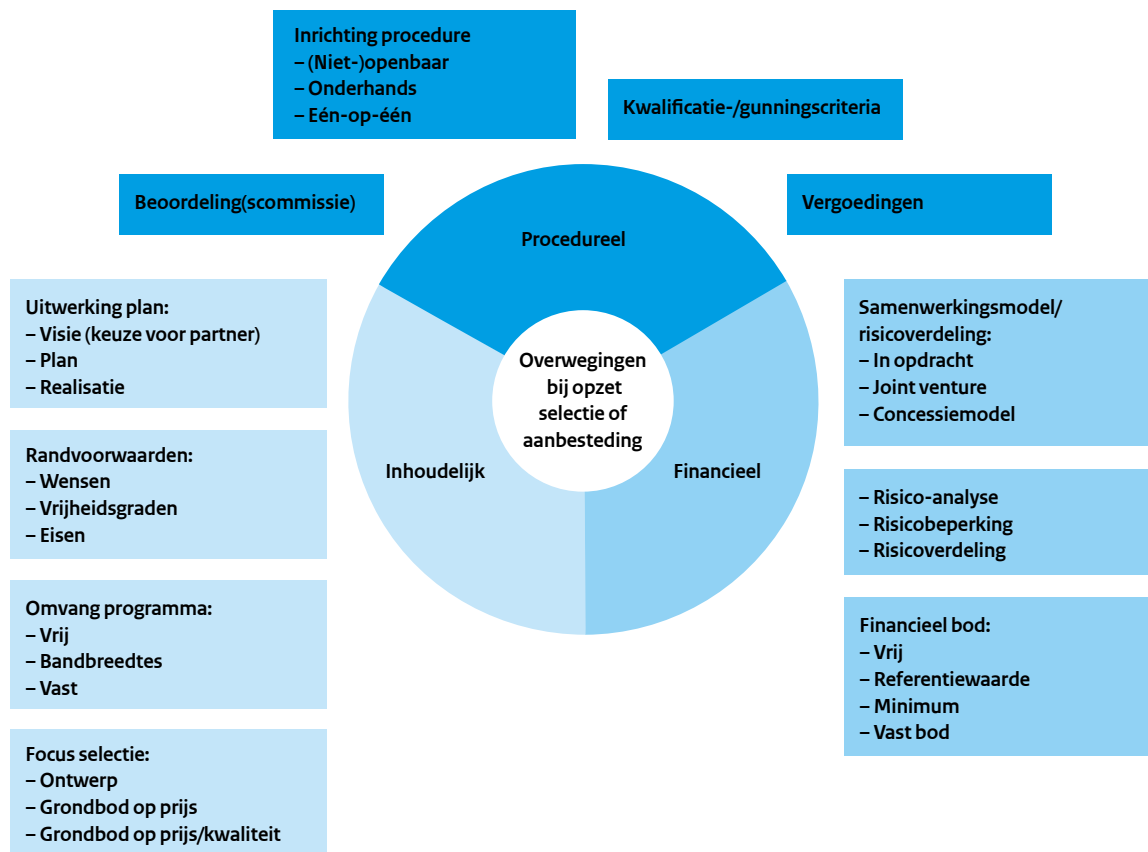 Inrichting procedure
– (Niet-)openbaar
– Onderhands
– Eén-op-één
Kwalificatie-/gunningscriteria
Beoordeling(scommissie)
Vergoedingen
Procedureel
Overwegingen
bij opzet
selectie of
aanbesteding
Inhoudelijk
Financieel
Uitwerking plan:
– Visie (keuze voor partner)
– Plan
– Realisatie
Randvoorwaarden:
– Wensen
– Vrijheidsgraden
– Eisen
Omvang programma:
– Vrij
– Bandbreedtes
– Vast
Focus selectie:
– Ontwerp
– Grondbod op prijs
– Grondbod op prijs/kwaliteit
Samenwerkingsmodel/
risicoverdeling:
– In opdracht
– Joint venture
– Concessiemodel
– Risico-analyse
– Risicobeperking
– Risicoverdeling
Financieel bod:
– Vrij
– Referentiewaarde
– Minimum
– Vast bod